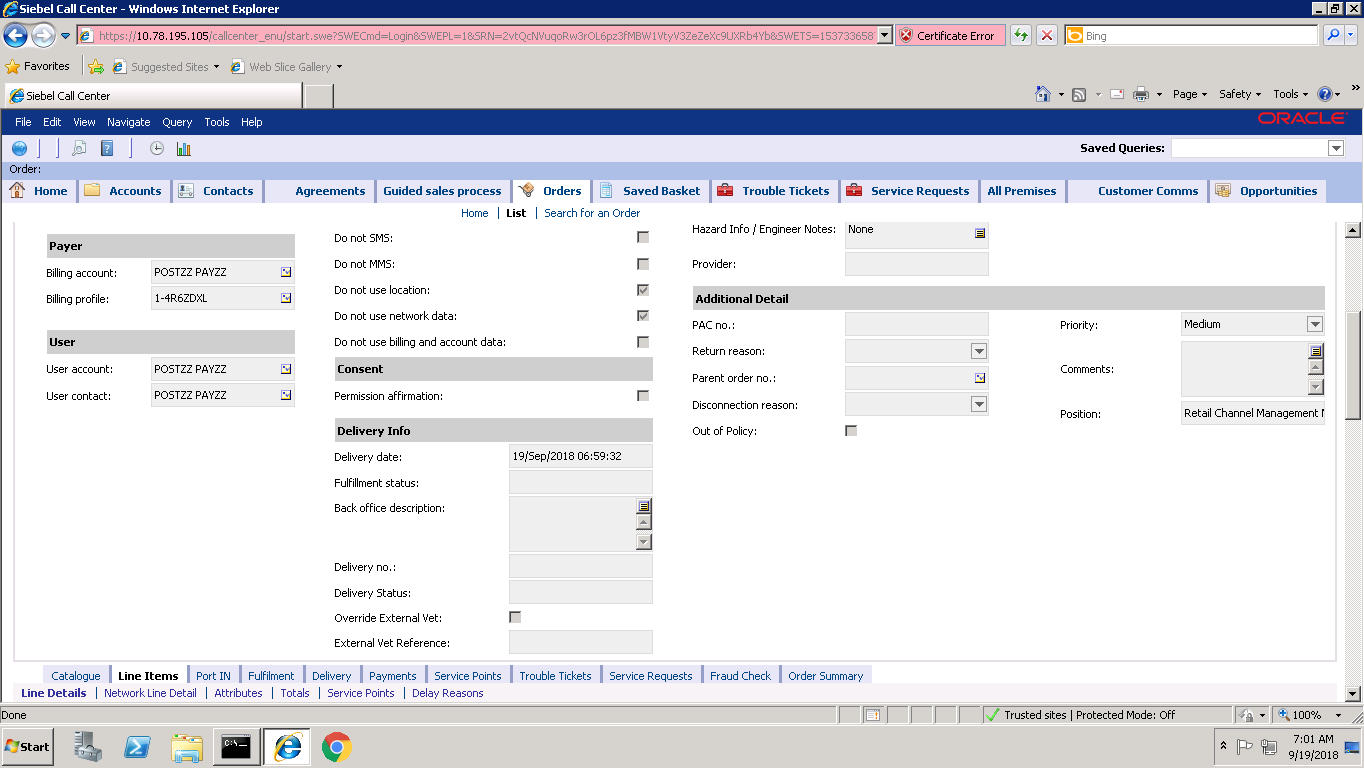 Siebel Call Center - Windows Internet Explorer
https://10.78.195.105/callcenter_enu/start.swe?SWECmd=Login&SWEPL=1&SRN=2vtQcNVuqoRw3rOL6pz3fMBW1VtyV3ZeZeXc9UXRb4Yb&SWETS=153733658
Certificate Error
Bing
Favorites
Suggested Sites
Web Slice Gallery
Siebel Call Center
Page
Safety
Tools
File Edit View Navigate Query Tools Help
ORACLE
Saved Queries:
Order:
Home
Accounts
Contacts
Agreements
Guided sales process
Orders
Saved Basket
Trouble Tickets
Service Requests
All Premises
Customer Comms
Opportunities
Home | List | Search for an Order
Payer
Billing account: POSTZZ PAYZZ
Billing profile: 1-4R6ZDXL
User
User account: POSTZZ PAYZZ
User contact: POSTZZ PAYZZ
Do not SMS:
Do not MMS:
Do not use location:
Do not use network data:
Do not use billing and account data:
Consent
Permission affirmation:
Delivery Info
Delivery date: 19/Sep/2018 06:59:32
Fulfillment status:
Back office description:
Delivery no.:
Delivery Status:
Override External Vet:
External Vet Reference:
Hazard Info / Engineer Notes: None
Provider:
Additional Detail
PAC no.:
Return reason:
Parent order no.:
Disconnection reason:
Out of Policy:
Priority: Medium
Comments:
Position: Retail Channel Management
Catalogue
Line Items
Port IN
Fulfilment
Delivery
Payments
Service Points
Trouble Tickets
Service Requests
Fraud Check
Order Summary
Line Details | Network Line Detail | Attributes | Totals | Service Points | Delay Reasons
Done
Trusted sites | Protected Mode: Off
100%
Start
7:01 AM
9/19/2018